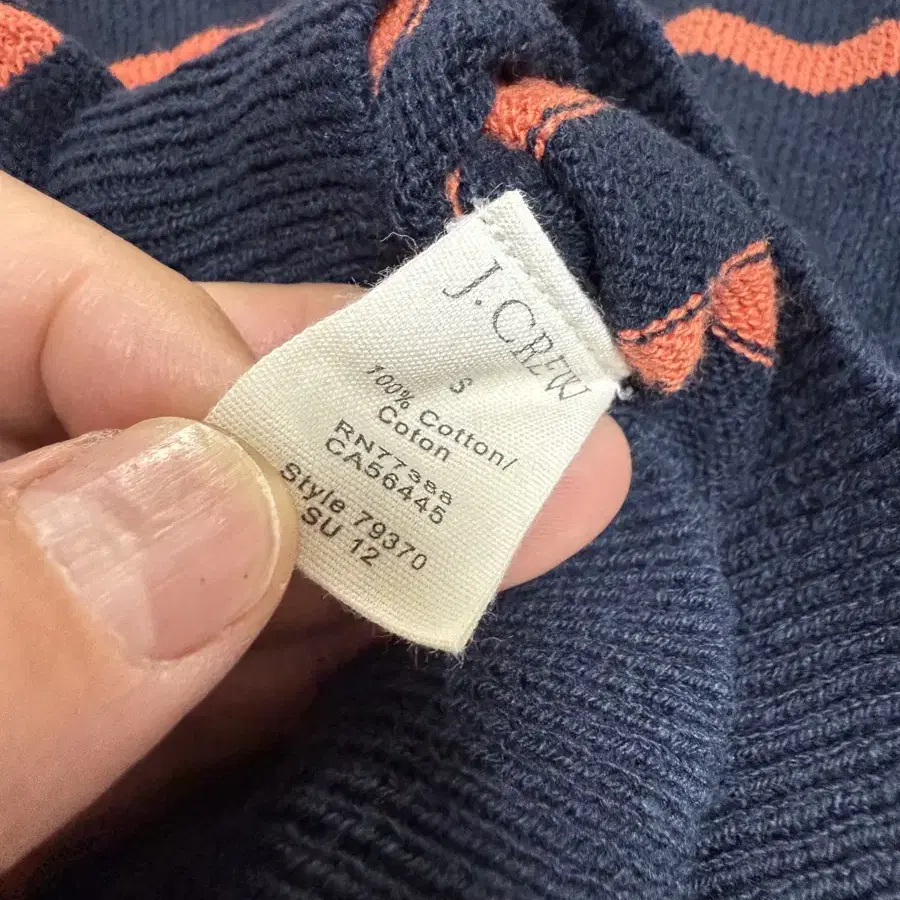 J.CREW
S
100% Cotton/
Coton
RN77388
CA56445
Style 79370
SU 12